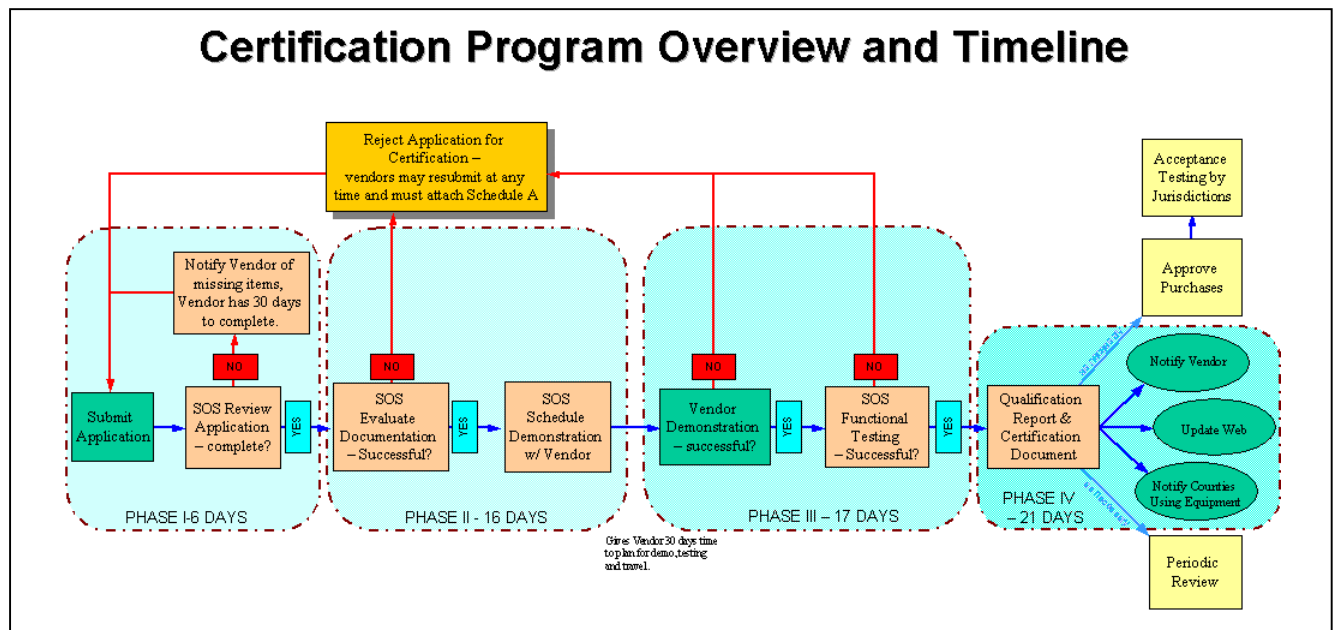 Certification Program Overview and Timeline
Reject Application for
Certification –
vendors may resubmit at any
time and must attach Schedule A
Acceptance
Testing by
Jurisdictions
Notify Vendor of
missing items,
Vendor has 30 days
to complete.
Approve
Purchases
NO
NO
NO
NO
Submit
Application
SOS Review
Application
– complete?
YES
SOS
Evaluate
Documentation
– Successful?
YES
SOS
Schedule
Demonstration
w/ Vendor
Vendor
Demonstration
– successful?
YES
SOS
Functional
Testing
– Successful?
YES
Qualification
Report &
Certification
Document
Notify Vendor
Update Web
Notify Counties
Using Equipment
PHASE I-6 DAYS
PHASE II - 16 DAYS
PHASE III – 17 DAYS
PHASE IV
– 21 DAYS
Gives Vendor 30 days time
to plan for demo, testing
and travel.
Periodic
Review